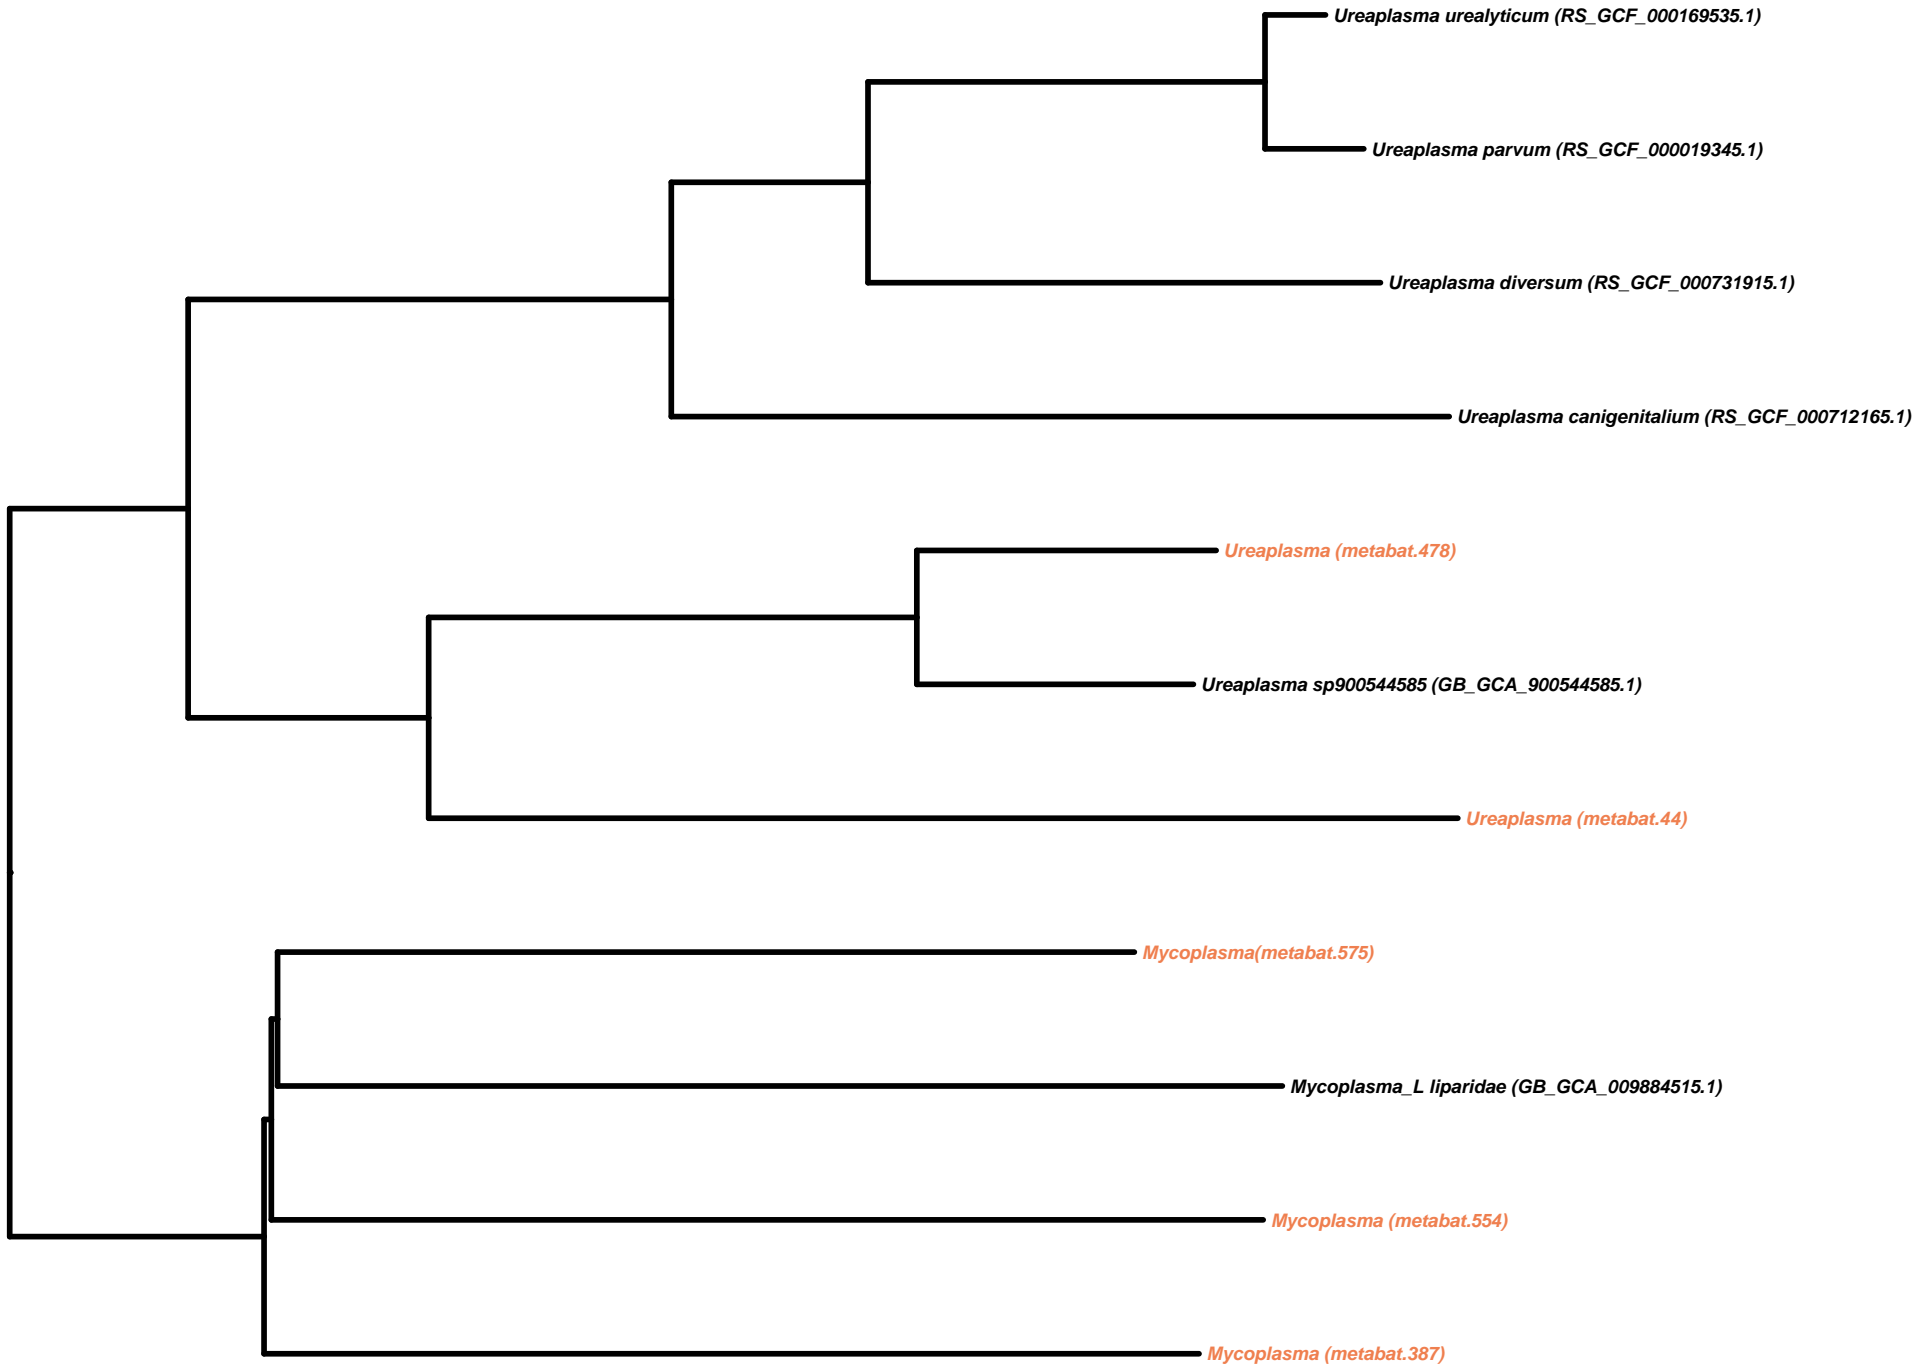 Ureaplasma urealyticum (RS_GCF_000169535.1)
Ureaplasma parvum (RS_GCF_000019345.1)
Ureaplasma diversum (RS_GCF_000731915.1)
Ureaplasma canigenitalium (RS_GCF_000712165.1)
Ureaplasma (metabat.478)
Ureaplasma sp900544585 (GB_GCA_900544585.1)
Ureaplasma (metabat.44)
Mycoplasma(metabat.575)
Mycoplasma_L liparidae (GB_GCA_009884515.1)
Mycoplasma (metabat.554)
Mycoplasma (metabat.387)